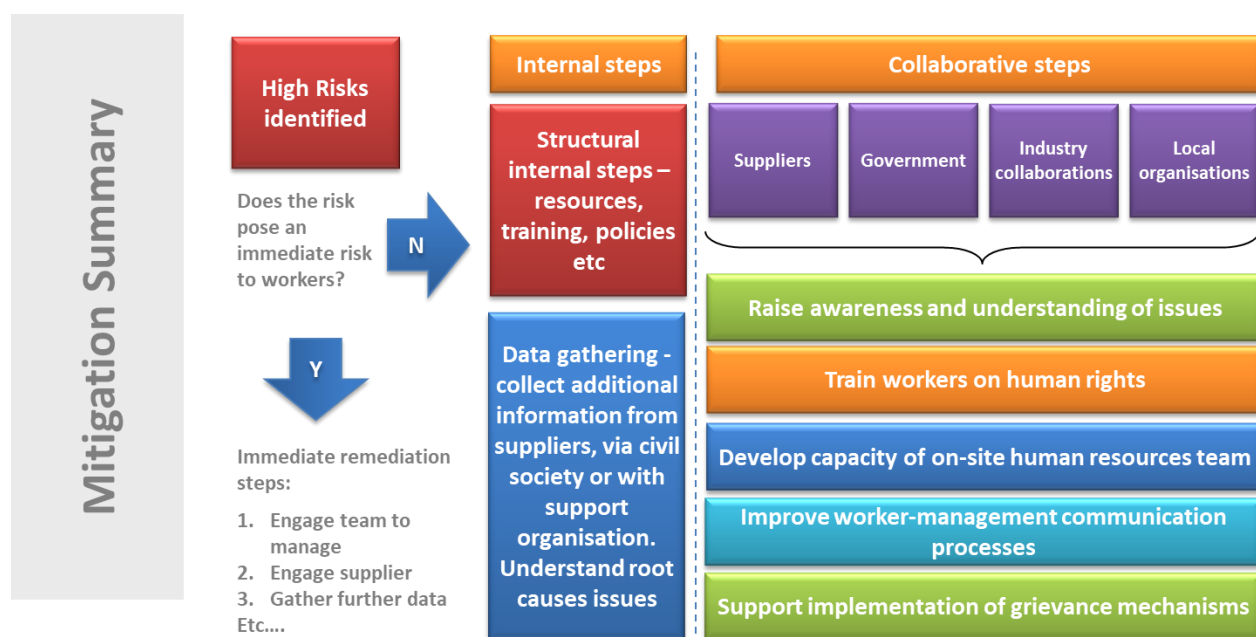 Mitigation Summary
High Risks
identified
Does the risk
pose an
immediate risk
to workers?
N
Y
Immediate remediation
steps:
1. Engage team to
manage
2. Engage supplier
3. Gather further data
Etc....
Internal steps
Structural
internal steps –
resources,
training, policies
etc
Data gathering -
collect additional
information from
suppliers, via civil
society or with
support
organisation.
Understand root
causes issues
Collaborative steps
Suppliers
Government
Industry
collaborations
Local
organisations
Raise awareness and understanding of issues
Train workers on human rights
Develop capacity of on-site human resources team
Improve worker-management communication
processes
Support implementation of grievance mechanisms